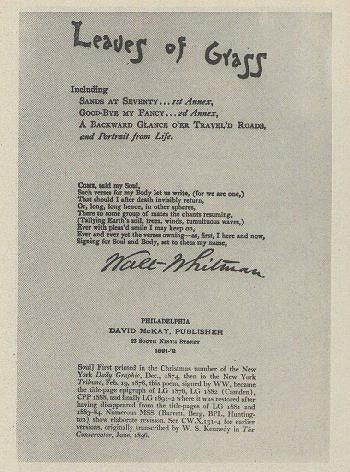 Leaves of Grass
Including
SANDS AT SEVENTY...1st Annex,
GOOD-BYE MY FANCY...2d Annex,
A BACKWARD GLANCE O'ER TRAVEL'D ROADS,
and Portrait from Life.
COME, said my Soul,
Such verses for my Body let us write, (for we are one,)
That should I after death invisibly return,
Or, long, long hence, in other spheres,
There to some group of mates the chants resuming,
(Tallying Earth's soil, trees, winds, tumultuous waves,)
Ever with pleas'd smile I may keep on,
Ever and ever yet the verses owning—as, first, I here and now,
Signing for Soul and Body, set to them my name,
Walt Whitman
PHILADELPHIA
DAVID McKAY, PUBLISHER
23 SOUTH NINTH STREET
1891-'2
Soul] First printed in the Christmas number of the New
York Daily Graphic, Dec., 1874, then in the New York
Tribune, Feb. 19, 1876, this poem, signed by WW, became
the title-page epigraph of LG 1876, LG 1882 (Camden),
CPP 1888, and finally LG 1891-2 where it was restored after
having disappeared from the title-pages of LG 1881 and
1883-84. Numerous MSS (Barrett, Berg, BPL, Hunting-
ton) show elaborate revision. See CW.X.131-4 for earlier
versions, originally transcribed by W. S. Kennedy in The
Conservator, June, 1896.